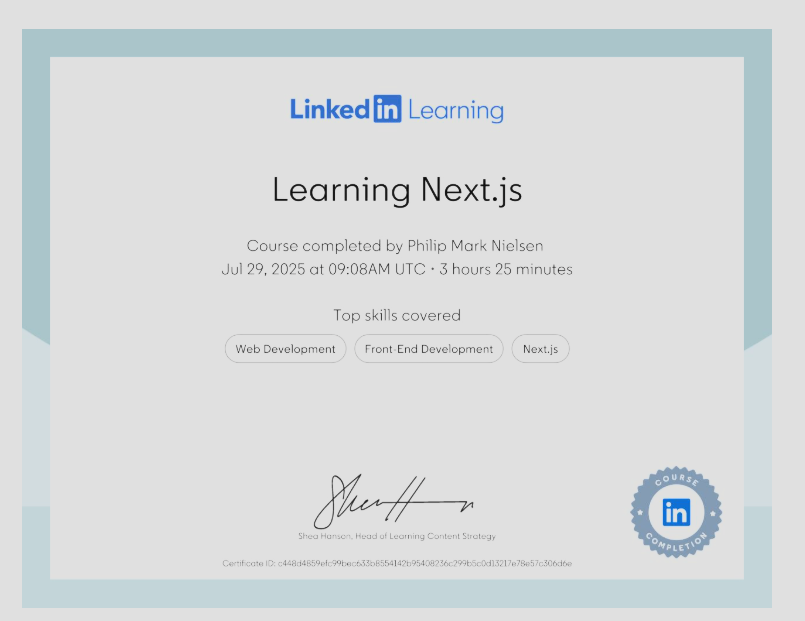 Linked in Learning
Learning Next.js
Course completed by Philip Mark Nielsen
Jul 29, 2025 at 09:08AM UTC • 3 hours 25 minutes
Top skills covered
Web Development
Front-End Development
Next.js
Shea Hanson, Head of Learning Content Strategy
Certificate ID: c448d4859efc99bec633b8554142b95408236c299b5c0d13217e78e57c306d6e
COURSE
in
COMPLETION